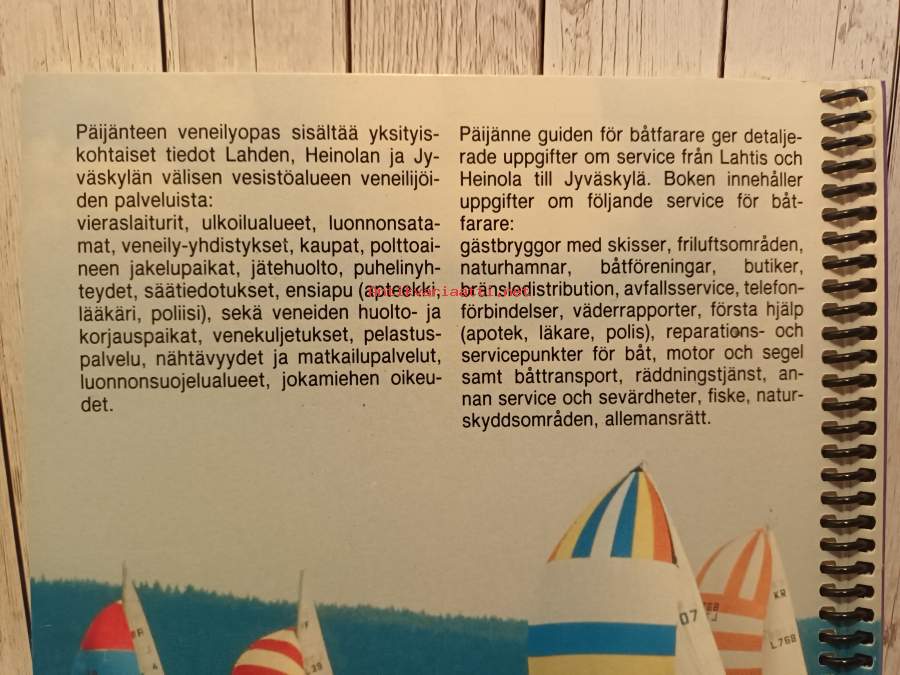 Päijänteen veneilyopas sisältää yksityis-
kohtaiset tiedot Lahden, Heinolan ja Jy-
väskylän välisen vesistöalueen veneilijöi-
den palveluista:
vieraslaiturit, ulkoilualueet, luonnonsata-
mat, veneily-yhdistykset, kaupat, polttoai-
neen jakelupaikat, jätehuolto, puhelinyh-
teydet, säätiedotukset, ensiapu (apteekki,
lääkäri, poliisi), sekä veneiden huolto- ja
korjauspaikat, venekuljetukset, pelastus-
palvelu, nähtävyydet ja matkailupalvelut,
luonnonsuojelualueet, jokamiehen oikeu-
det.
Päijänne guiden för båtfarare ger detalje-
rade uppgifter om service från Lahtis och
Heinola till Jyväskylä. Boken innehåller
uppgifter om följande service för båt-
farare:
gästbryggor med skisser, friluftsområden,
naturhamnar, båtföreningar, butiker,
bränsledistribution, avfallsservice, telefon-
förbindelser, väderrapporter, första hjälp
(apotek, läkare, polis), reparations- och
servicepunkter för båt, motor och segel
samt båttransport, räddningstjänst, an-
nan service och sevärdheter, fiske, natur-
skyddsområden, allemansrätt.
Antikvariaatti.net
07
KR
L 768